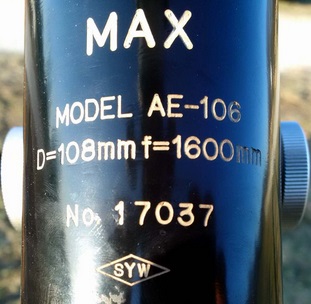 MAX
MODEL AE-106
D=108mm f=1600mm
No. 17037
SYW